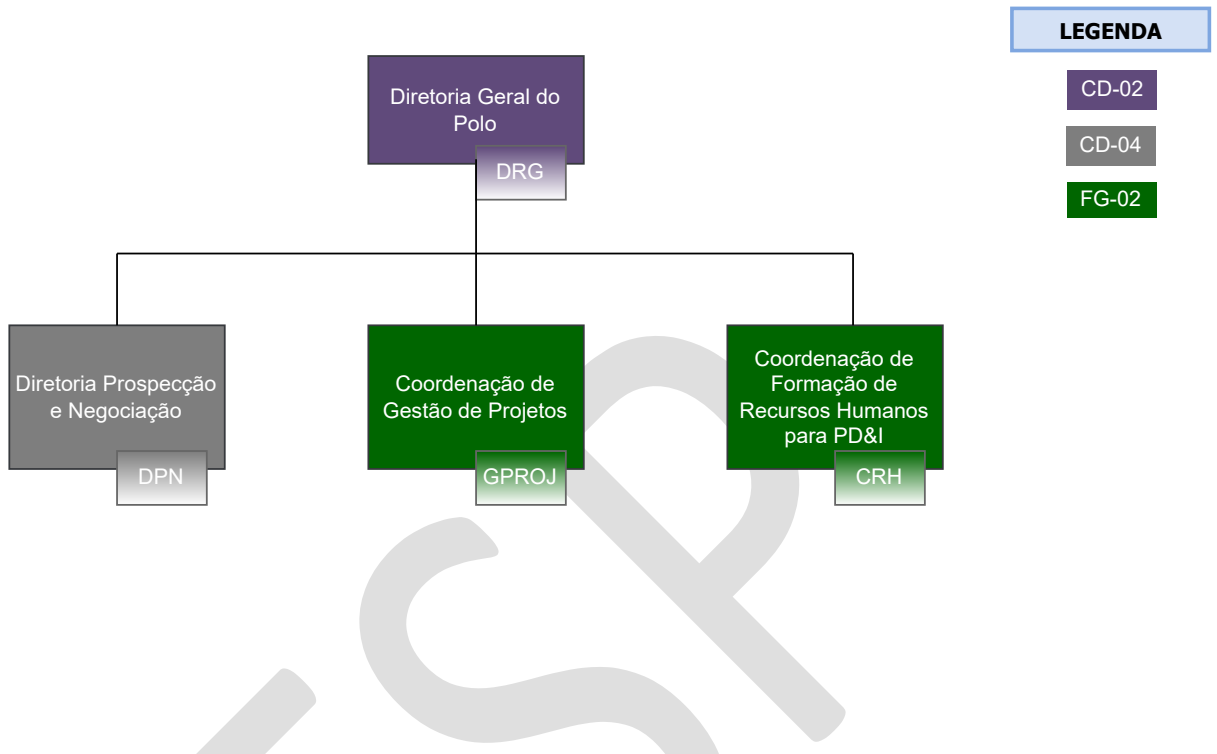 LEGENDA
CD-02
CD-04
FG-02
Diretoria Geral do
Polo
DRG
Diretoria Prospecção
e Negociação
DPN
Coordenação de
Gestão de Projetos
GPROJ
Coordenação de
Formação de
Recursos Humanos
para PD&I
CRH